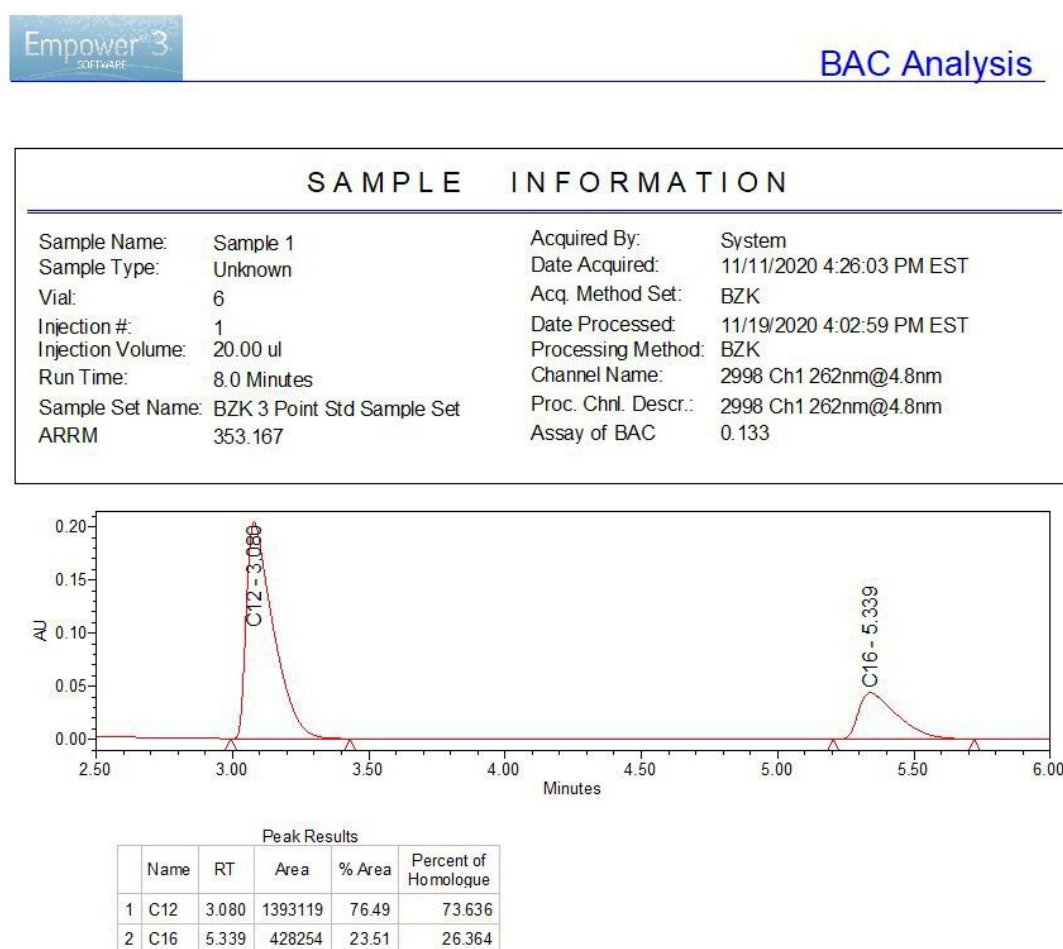 Empower 3
SOFTWARE
BAC Analysis
SAMPLE INFORMATION
Sample Name: Sample 1
Sample Type: Unknown
Vial: 6
Injection #: 1
Injection Volume: 20.00 ul
Run Time: 8.0 Minutes
Sample Set Name: BZK 3 Point Std Sample Set
ARRM 353.167
Acquired By: System
Date Acquired: 11/11/2020 4:26:03 PM EST
Acq. Method Set: BZK
Date Processed: 11/19/2020 4:02:59 PM EST
Processing Method: BZK
Channel Name: 2998 Ch1 262nm@4.8nm
Proc. Chnl. Descr.: 2998 Ch1 262nm@4.8nm
Assay of BAC 0.133
AU
0.20
0.15
0.10
0.05
0.00
C12 - 3.080
C16 - 5.339
2.50 3.00 3.50 4.00 4.50 5.00 5.50 6.00
Minutes
Peak Results
Name RT Area % Area Percent of Homologue
1 C12 3.080 1393119 76.49 73.636
2 C16 5.339 428254 23.51 26.364